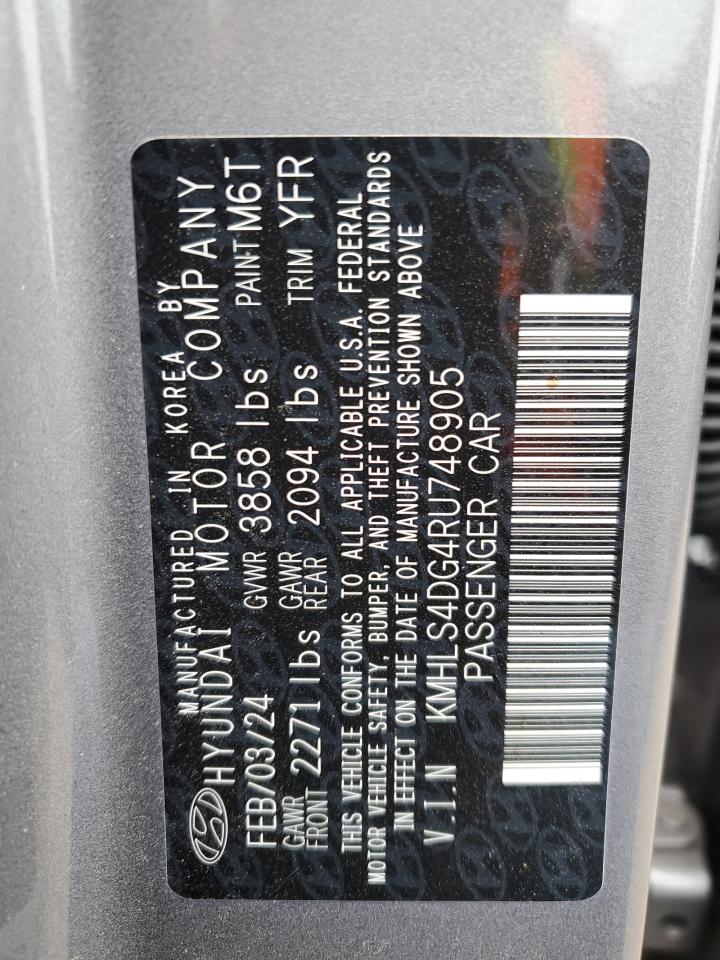 MANUFACTURED IN KOREA BY
HYUNDAI MOTOR COMPANY
FEB/03/24 GVWR 3858 lbs PAINT M6T
GAWR FRONT 2271 lbs GAWR REAR 2094 lbs TRIM YFR
THIS VEHICLE CONFORMS TO ALL APPLICABLE U.S.A. FEDERAL
MOTOR VEHICLE SAFETY, BUMPER, AND THEFT PREVENTION STANDARDS
IN EFFECT ON THE DATE OF MANUFACTURE SHOWN ABOVE
V.I.N KMHLS4DG4RU748905
PASSENGER CAR